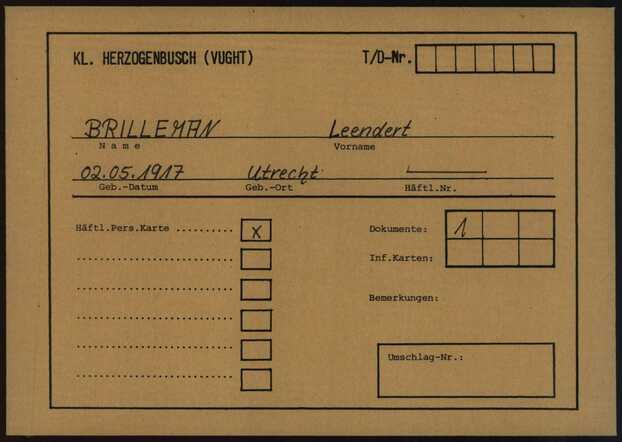 KL. HERZOGENBUSCH (VUGHT) T/D-Nr.
BRILLEMAN Leendert
Name Vorname
02.05.1917 Utrecht
Geb.-Datum Geb.-Ort Häftl.Nr.
Häftl.Pers.Karte .......... X Dokumente: 1
Inf.Karten:
Bemerkungen:
Umschlag-Nr.: